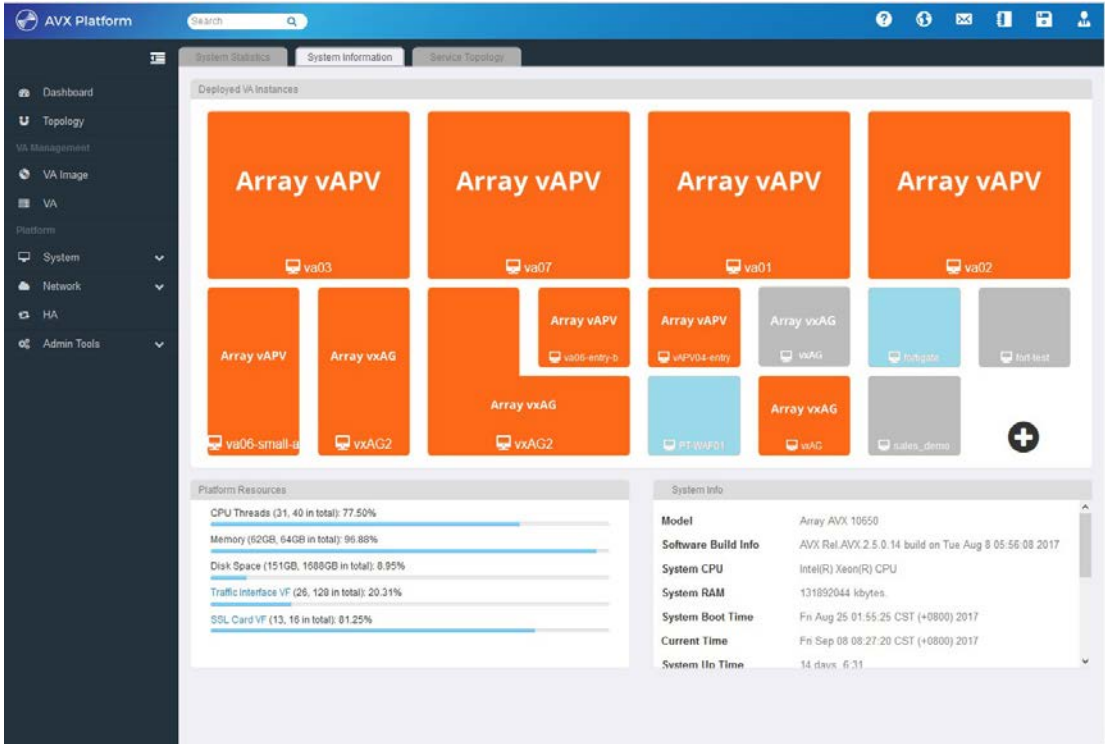 AVX Platform
Search
System Statistics
System Information
Service Topology
Dashboard
Topology
VA Management
VA Image
VA
Platform
System
Network
HA
Admin Tools
Deployed VA Instances
Array vAPV
va03
Array vAPV
va07
Array vAPV
va01
Array vAPV
va02
Array vAPV
va06-small-a
Array vxAG
vxAG2
Array vxAG
vxAG2
Array vAPV
va06-entry-b
Array vAPV
vAPV04-entry
Array vxAG
vxAG
fortigate
fort-test
PT-WAF01
Array vxAG
vxAG
sales_demo
Platform Resources
CPU Threads (31, 40 in total): 77.50%
Memory (62GB, 64GB in total): 96.88%
Disk Space (151GB, 1688GB in total): 8.95%
Traffic Interface VF (26, 128 in total): 20.31%
SSL Card VF (13, 16 in total): 81.25%
System Info
Model Array AVX 10650
Software Build Info AVX Rel.AVX.2.5.0.14 build on Tue Aug 8 05:56:08 2017
System CPU Intel(R) Xeon(R) CPU
System RAM 131892044 kbytes.
System Boot Time Fri Aug 25 01:55:25 CST (+0800) 2017
Current Time Fri Sep 08 08:27:20 CST (+0800) 2017
System Up Time 14 days, 6:31